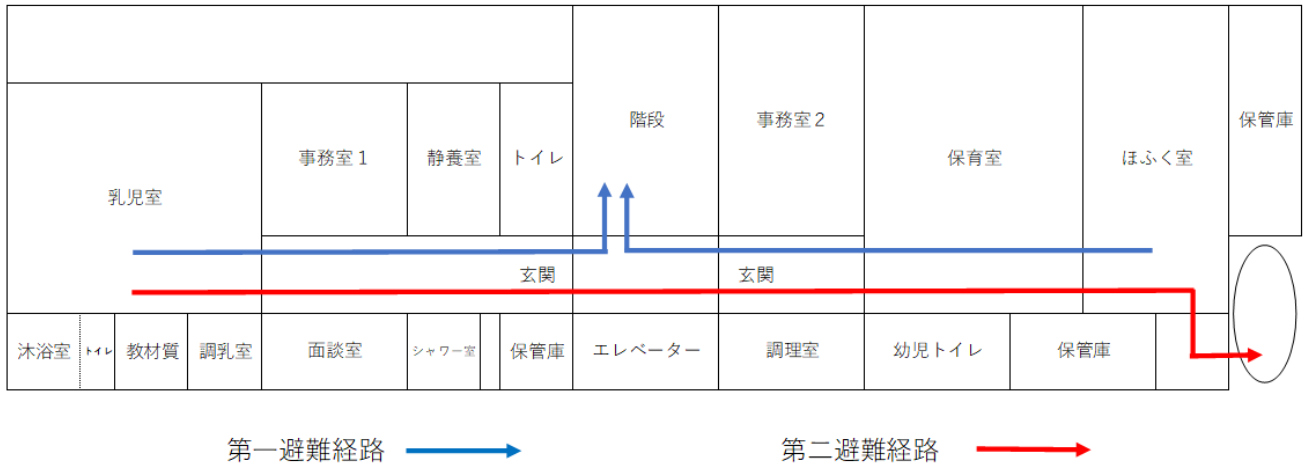 階段
事務室２
保管庫
事務室１
静養室
トイレ
保育室
ほふく室
乳児室
玄関
玄関
沐浴室
トイレ
教材質
調乳室
面談室
シャワー室
保管庫
エレベーター
調理室
幼児トイレ
保管庫
第一避難経路
第二避難経路